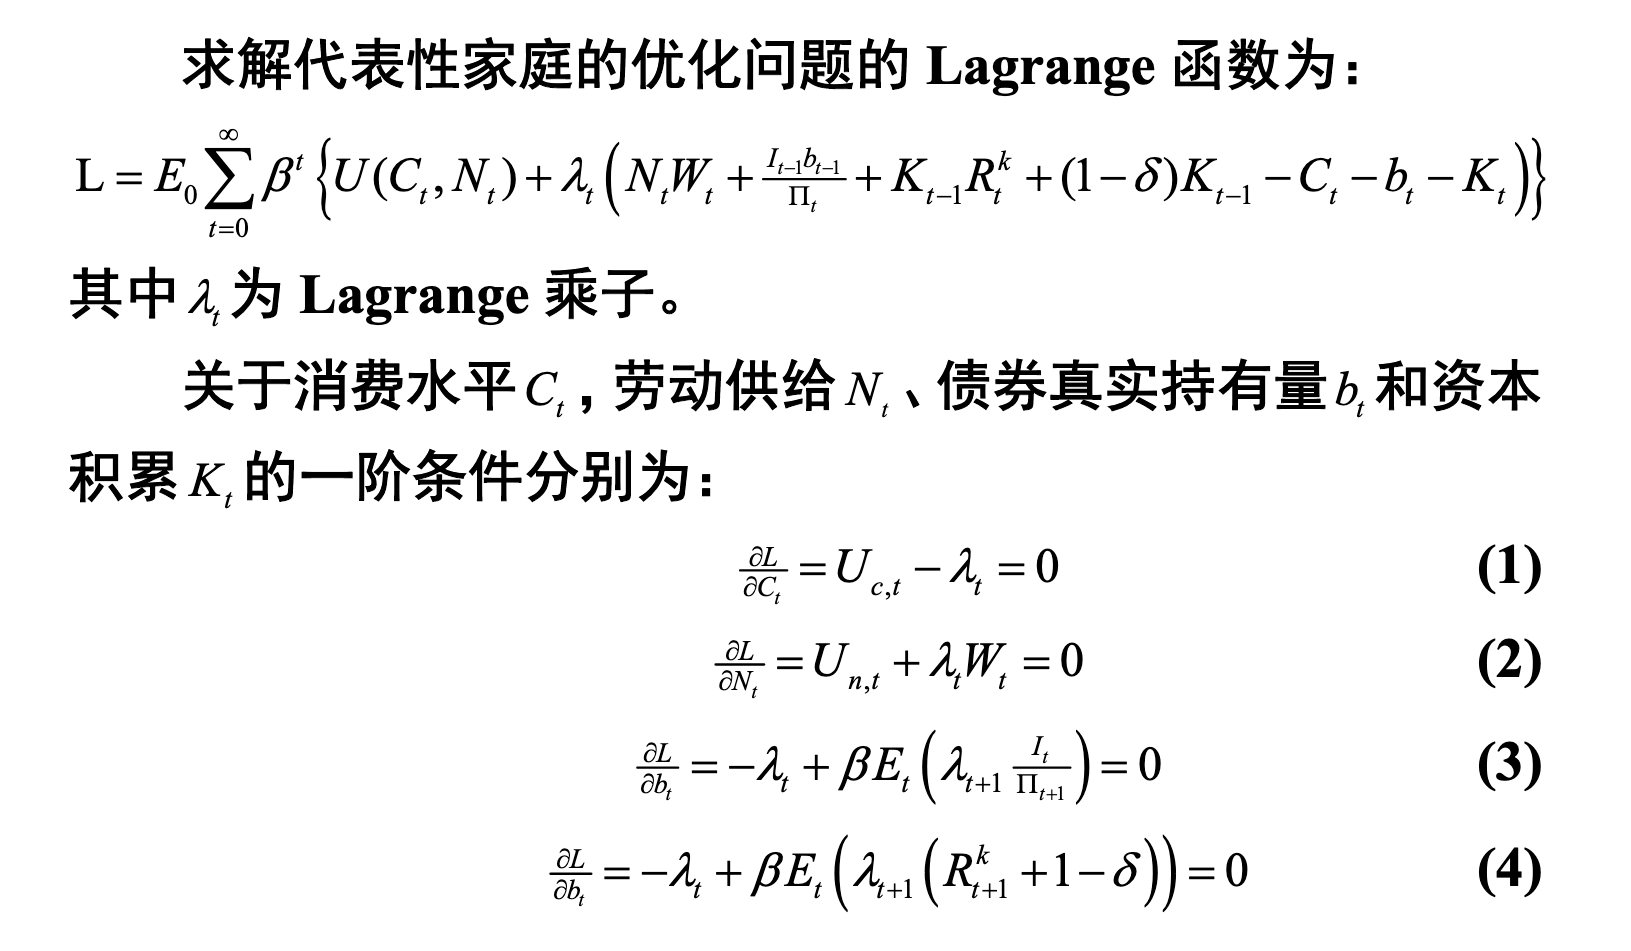 求解代表性家庭的优化问题的 Lagrange 函数为：
L = E_0 \sum_{t=0}^{\infty} \beta^t \left\{ U(C_t, N_t) + \lambda_t \left( N_t W_t + \frac{I_{t-1} b_{t-1}}{\Pi_t} + K_{t-1} R_t^k + (1-\delta) K_{t-1} - C_t - b_t - K_t \right) \right\}
其中 λ_t 为 Lagrange 乘子。
关于消费水平 C_t，劳动供给 N_t、债券真实持有量 b_t 和资本
积累 K_t 的一阶条件分别为：
\frac{\partial L}{\partial C_t} = U_{c,t} - \lambda_t = 0 (1)
\frac{\partial L}{\partial N_t} = U_{n,t} + \lambda_t W_t = 0 (2)
\frac{\partial L}{\partial b_t} = -\lambda_t + \beta E_t \left( \lambda_{t+1} \frac{I_t}{\Pi_{t+1}} \right) = 0 (3)
\frac{\partial L}{\partial b_t} = -\lambda_t + \beta E_t \left( \lambda_{t+1} \left( R_{t+1}^k + 1 - \delta \right) \right) = 0 (4)